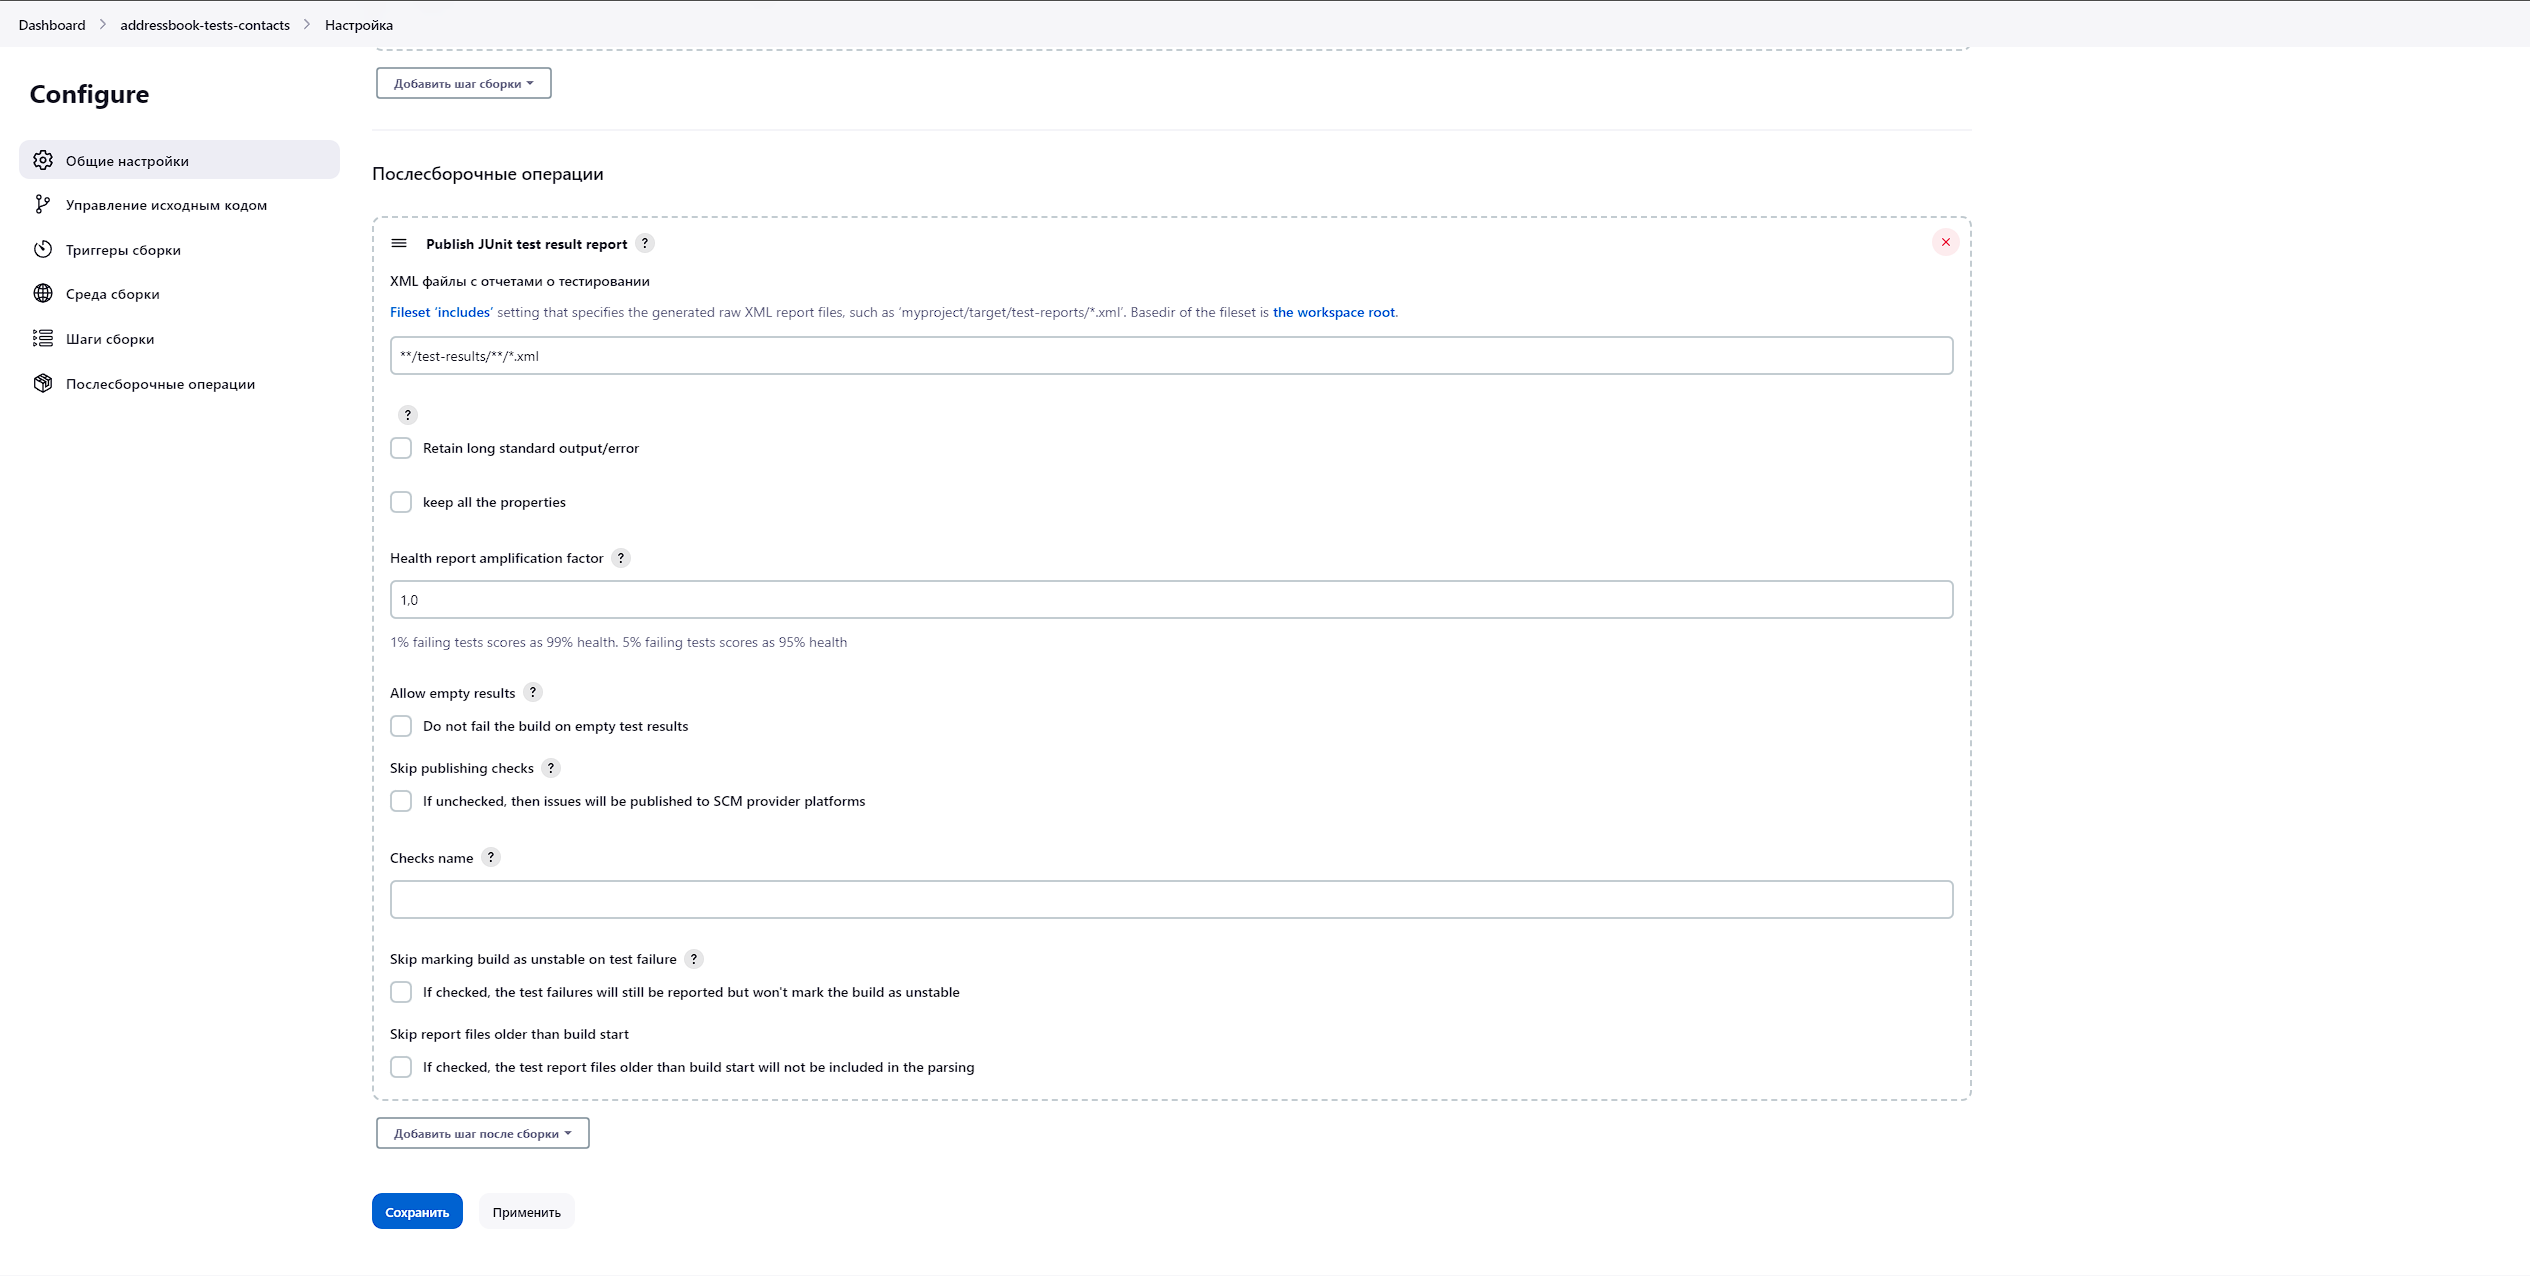 Dashboard > addressbook-tests-contacts > Настройка
Configure
Общие настройки
Управление исходным кодом
Триггеры сборки
Среда сборки
Шаги сборки
Послесборочные операции
Добавить шаг сборки
Послесборочные операции
Publish JUnit test result report ?
XML файлы с отчетами о тестировании
Fileset 'includes' setting that specifies the generated raw XML report files, such as 'myproject/target/test-reports/*.xml'. Basedir of the fileset is the workspace root.
**/test-results/**/*.xml
?
Retain long standard output/error
keep all the properties
Health report amplification factor ?
1,0
1% failing tests scores as 99% health. 5% failing tests scores as 95% health
Allow empty results ?
Do not fail the build on empty test results
Skip publishing checks ?
If unchecked, then issues will be published to SCM provider platforms
Checks name ?
Skip marking build as unstable on test failure ?
If checked, the test failures will still be reported but won't mark the build as unstable
Skip report files older than build start
If checked, the test report files older than build start will not be included in the parsing
Добавить шаг после сборки
Сохранить
Применить